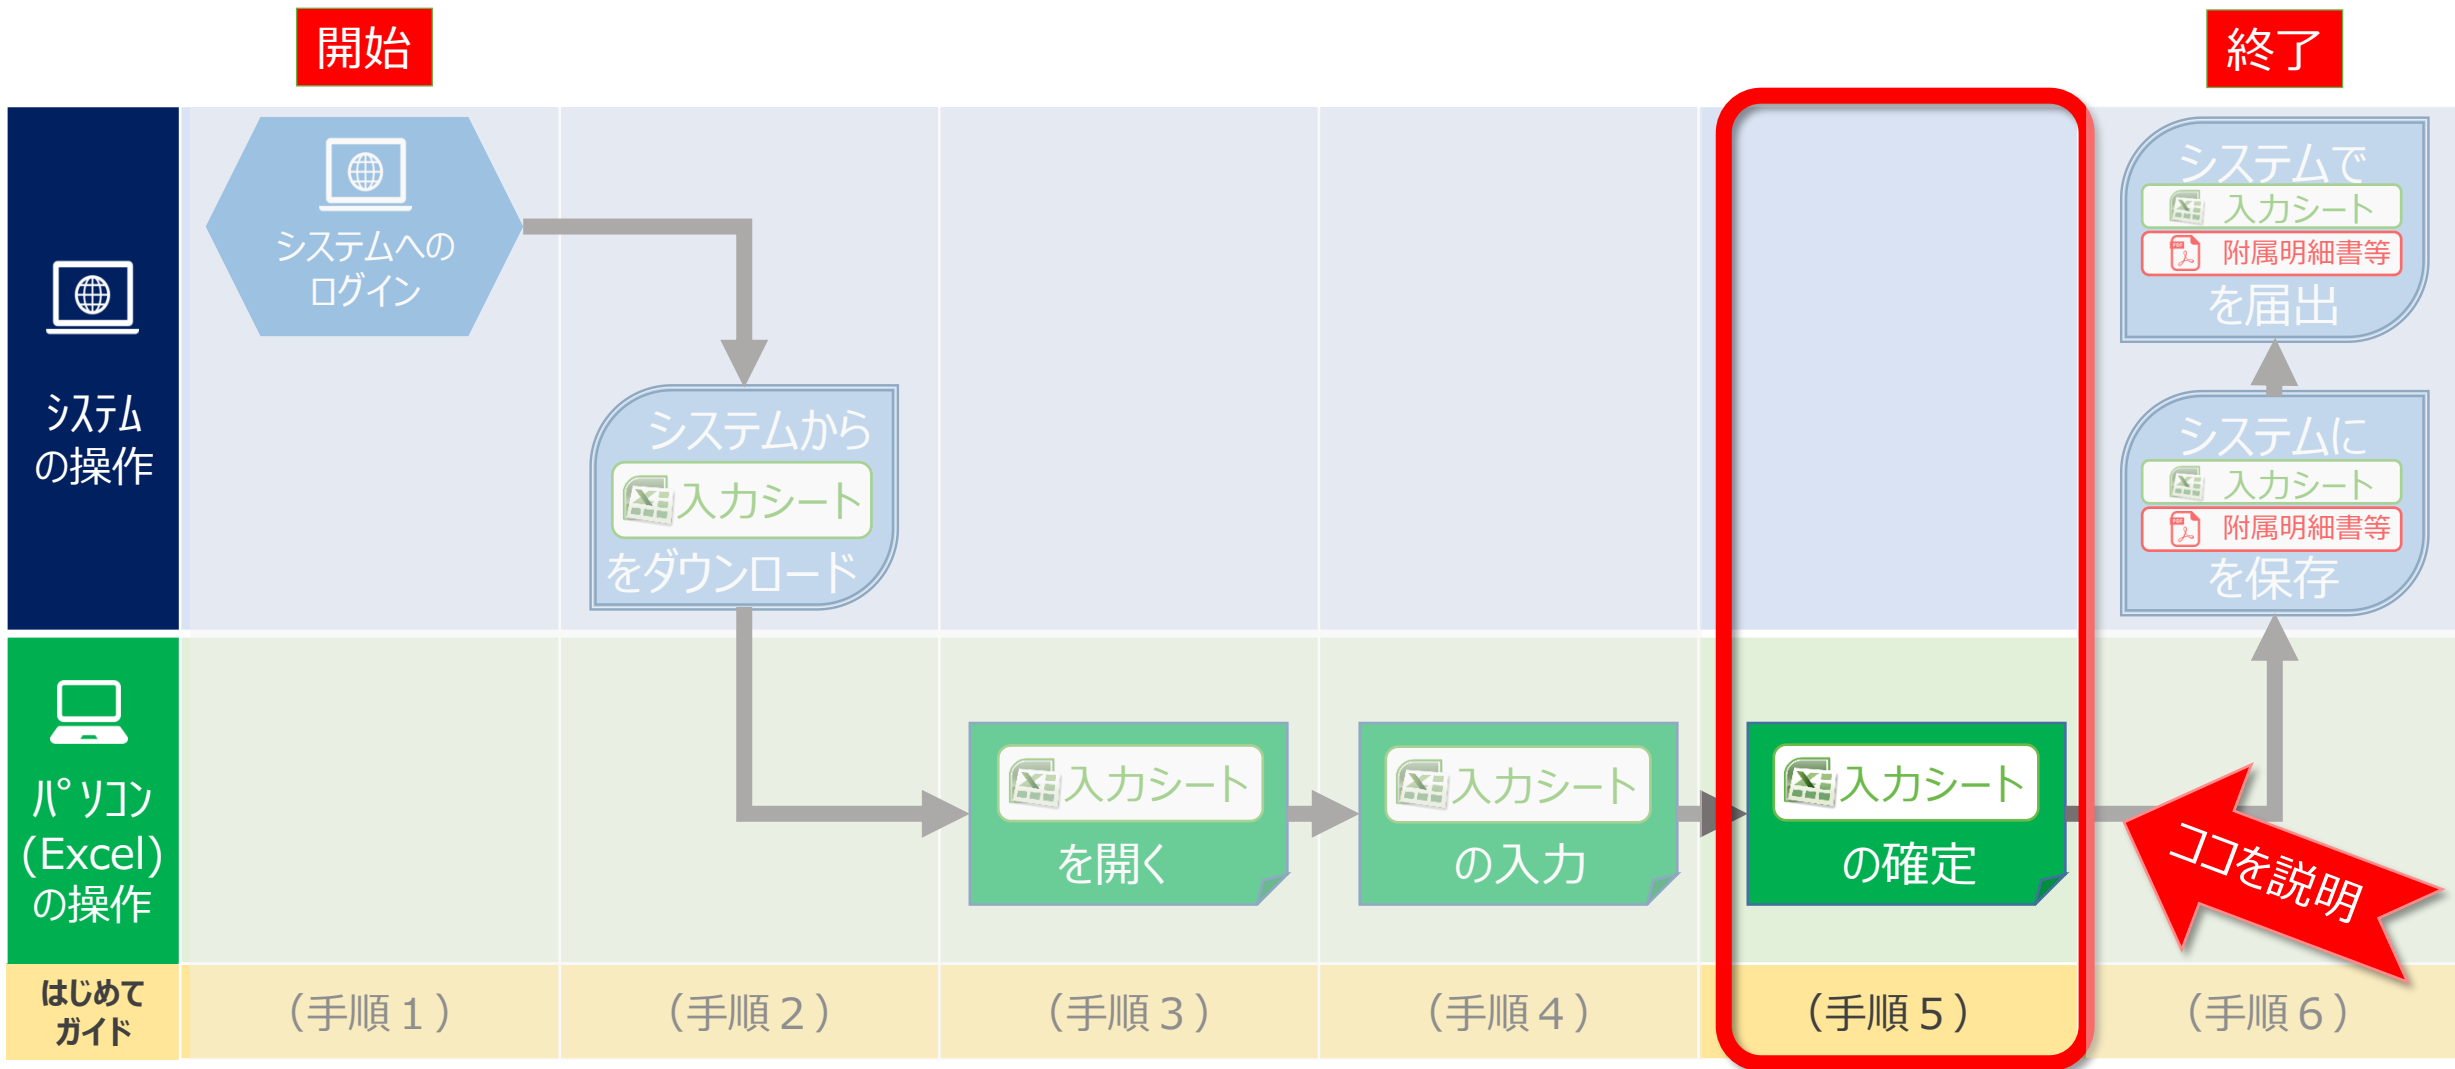 開始
終了
システム
の操作
システムへの
ログイン
システムから
入力シート
をダウンロード
システムで
入力シート
附属明細書等
を届出
システムに
入力シート
附属明細書等
を保存
パソコン
(Excel)
の操作
入力シート
を開く
入力シート
の入力
入力シート
の確定
ココを説明
はじめて
ガイド
（手順１）
（手順２）
（手順３）
（手順４）
（手順５）
（手順６）